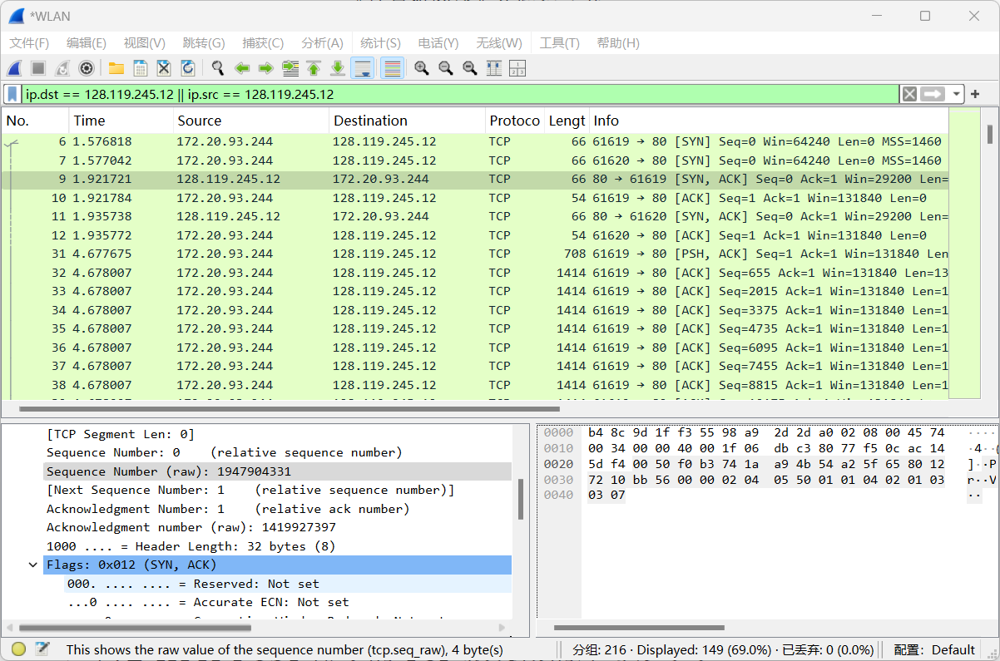 *WLAN
文件(F) 编辑(E) 视图(V) 跳转(G) 捕获(C) 分析(A) 统计(S) 电话(Y) 无线(W) 工具(T) 帮助(H)
ip.dst == 128.119.245.12 || ip.src == 128.119.245.12
No. Time Source Destination Protoco Lengt Info
6 1.576818 172.20.93.244 128.119.245.12 TCP 66 61619 → 80 [SYN] Seq=0 Win=64240 Len=0 MSS=1460
7 1.577042 172.20.93.244 128.119.245.12 TCP 66 61620 → 80 [SYN] Seq=0 Win=64240 Len=0 MSS=1460
9 1.921721 128.119.245.12 172.20.93.244 TCP 66 80 → 61619 [SYN, ACK] Seq=0 Ack=1 Win=29200 Len=
10 1.921784 172.20.93.244 128.119.245.12 TCP 54 61619 → 80 [ACK] Seq=1 Ack=1 Win=131840 Len=0
11 1.935738 128.119.245.12 172.20.93.244 TCP 66 80 → 61620 [SYN, ACK] Seq=0 Ack=1 Win=29200 Len=
12 1.935772 172.20.93.244 128.119.245.12 TCP 54 61620 → 80 [ACK] Seq=1 Ack=1 Win=131840 Len=0
31 4.677675 172.20.93.244 128.119.245.12 TCP 708 61619 → 80 [PSH, ACK] Seq=1 Ack=1 Win=131840 Len
32 4.678007 172.20.93.244 128.119.245.12 TCP 1414 61619 → 80 [ACK] Seq=655 Ack=1 Win=131840 Len=13
33 4.678007 172.20.93.244 128.119.245.12 TCP 1414 61619 → 80 [ACK] Seq=2015 Ack=1 Win=131840 Len=1
34 4.678007 172.20.93.244 128.119.245.12 TCP 1414 61619 → 80 [ACK] Seq=3375 Ack=1 Win=131840 Len=1
35 4.678007 172.20.93.244 128.119.245.12 TCP 1414 61619 → 80 [ACK] Seq=4735 Ack=1 Win=131840 Len=1
36 4.678007 172.20.93.244 128.119.245.12 TCP 1414 61619 → 80 [ACK] Seq=6095 Ack=1 Win=131840 Len=1
37 4.678007 172.20.93.244 128.119.245.12 TCP 1414 61619 → 80 [ACK] Seq=7455 Ack=1 Win=131840 Len=1
38 4.678007 172.20.93.244 128.119.245.12 TCP 1414 61619 → 80 [ACK] Seq=8815 Ack=1 Win=131840 Len=1
[TCP Segment Len: 0]
Sequence Number: 0 (relative sequence number)
Sequence Number (raw): 1947904331
[Next Sequence Number: 1 (relative sequence number)]
Acknowledgment Number: 1 (relative ack number)
Acknowledgment number (raw): 1419927397
1000 .... = Header Length: 32 bytes (8)
Flags: 0x012 (SYN, ACK)
000. .... .... = Reserved: Not set
...0 .... .... = Accurate ECN: Not set
0000 b4 8c 9d 1f f3 55 98 a9 2d 2d a0 02 08 00 45 74 ····
0010 00 34 00 00 40 00 1f 06 db c3 80 77 f5 0c ac 14 ·4··
0020 5d f4 00 50 f0 b3 74 1a a9 4b 54 a2 5f 65 80 12 ]··P
0030 72 10 bb 56 00 00 02 04 05 50 01 01 04 02 01 03 r··V
0040 03 07 ··
This shows the raw value of the sequence number (tcp.seq_raw), 4 byte(s)
分组: 216 · Displayed: 149 (69.0%) · 已丢弃: 0 (0.0%)
配置: Default